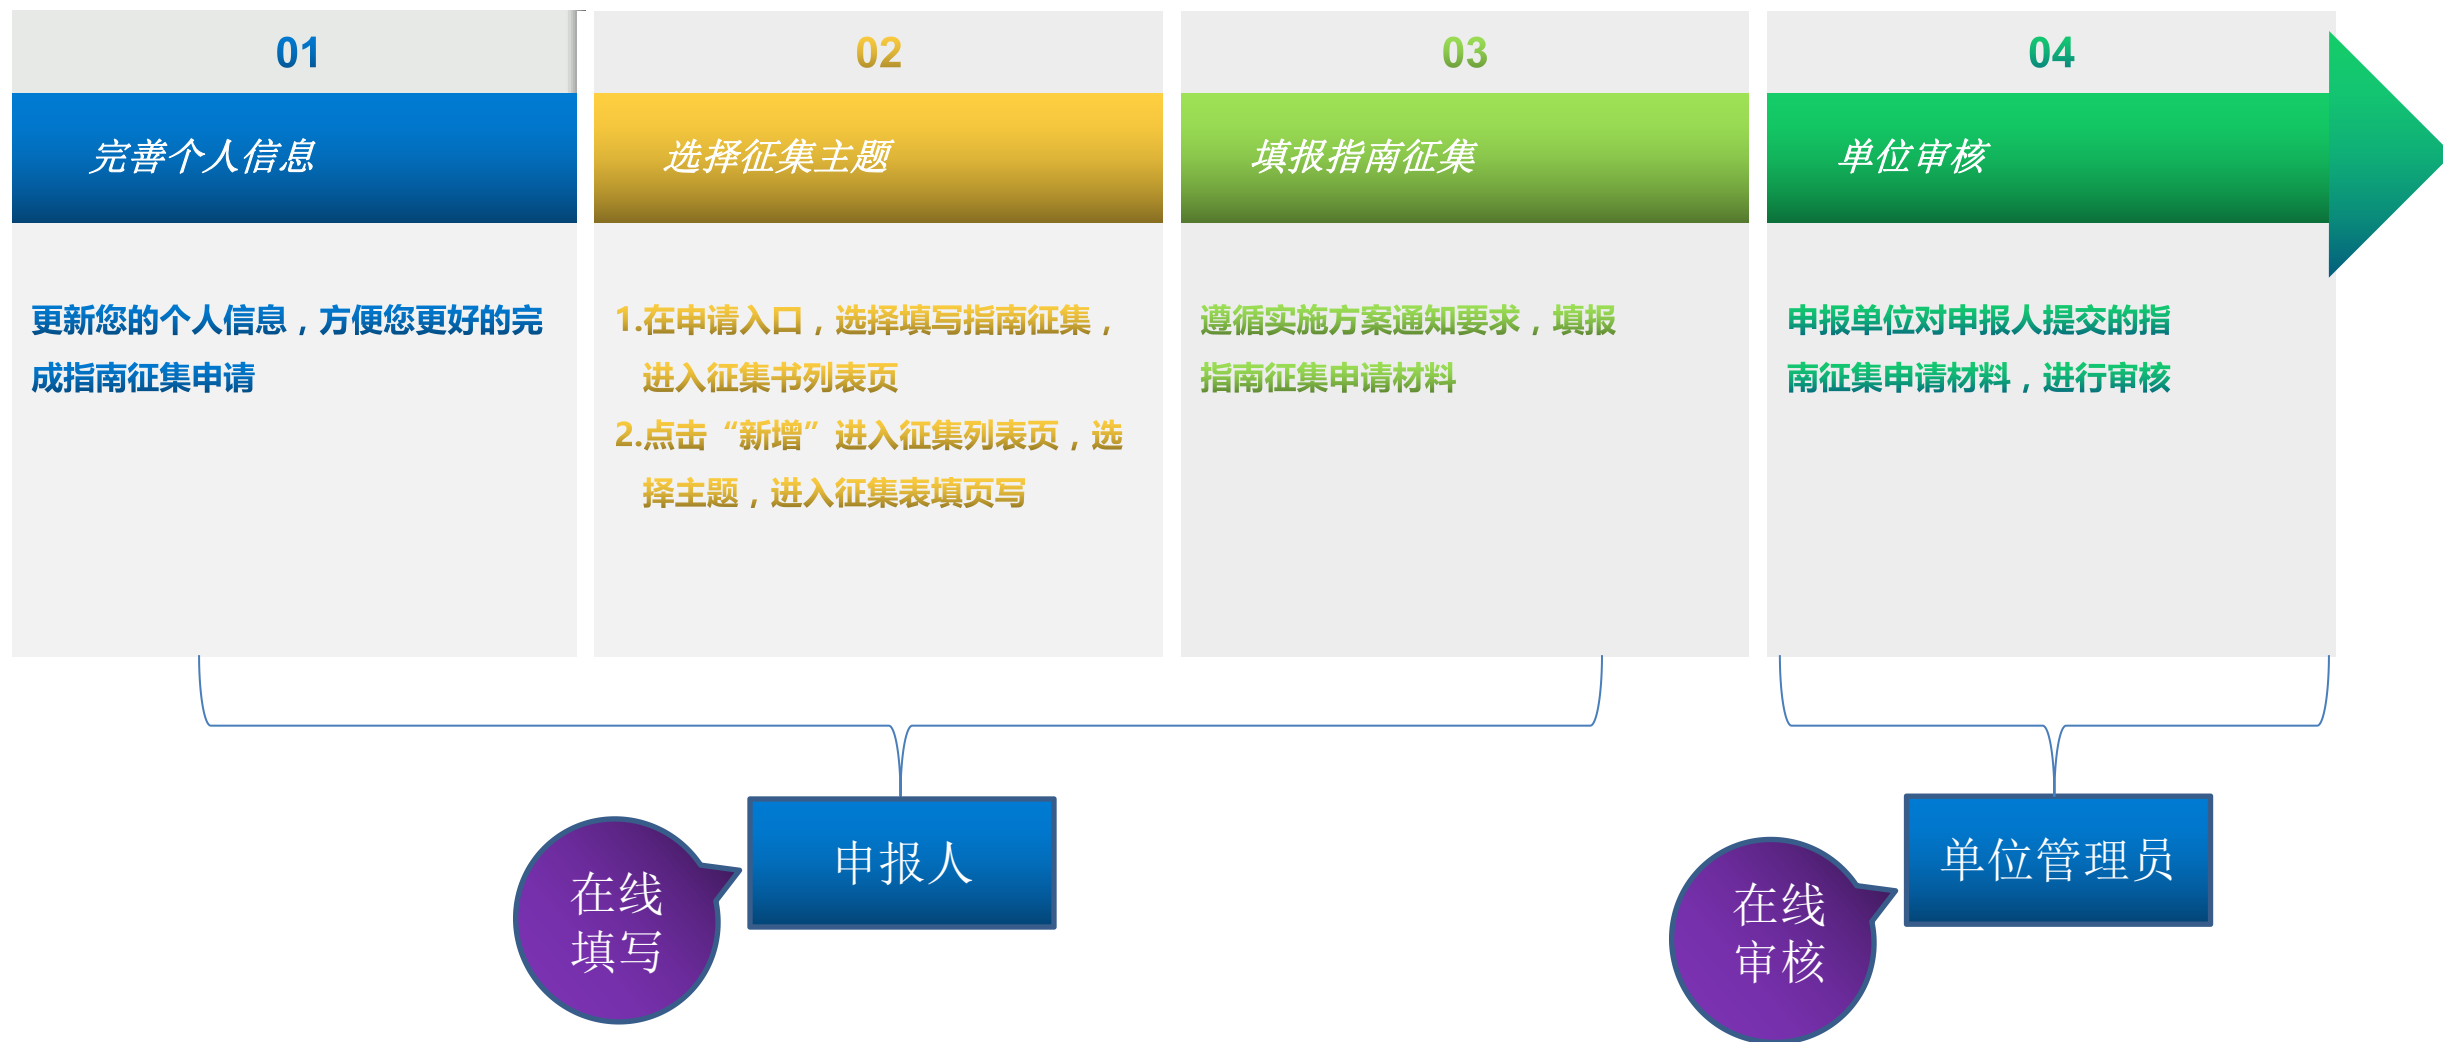 01
完善个人信息
更新您的个人信息，方便您更好的完
成指南征集申请
02
选择征集主题
1.在申请入口，选择填写指南征集，
进入征集书列表页
2.点击“新增”进入征集列表页，选
择主题，进入征集表填页写
03
填报指南征集
遵循实施方案通知要求，填报
指南征集申请材料
04
单位审核
申报单位对申报人提交的指
南征集申请材料，进行审核
在线
填写
申报人
在线
审核
单位管理员